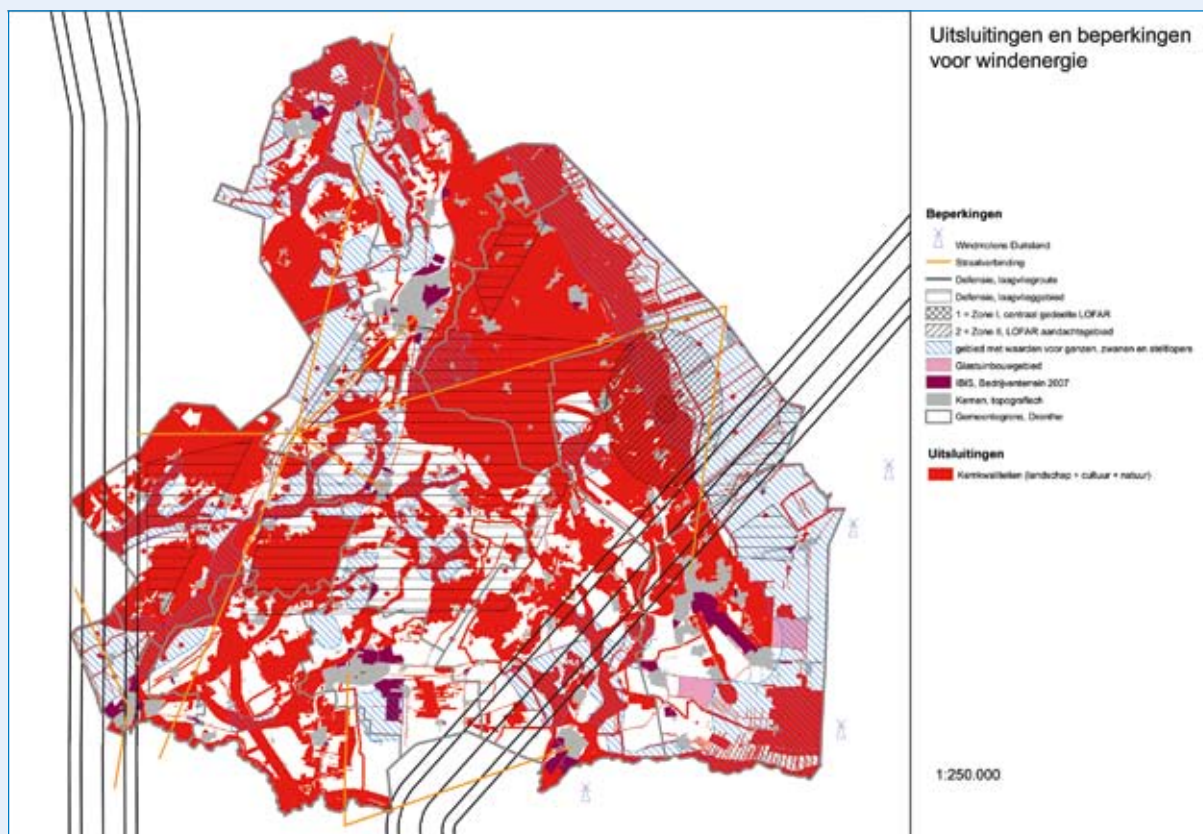 Uitsluitingen en beperkingen
voor windenergie
Beperkingen
Windmolens Duitsland
Straalverbinding
Defensie, laagvliegroute
Defensie, laagvlieggebied
1 = Zone I, centraal gedeelte LOFAR
2 = Zone II, LOFAR aandachtsgebied
gebied met waarden voor ganzen, zwanen en steltlopers
Glastuinbouwgebied
IBIS, Bedrijventerrein 2007
Kernen, topografisch
Gemeentegrens, Drenthe
Uitsluitingen
Kernkwaliteiten (landschap + cultuur + natuur)
1:250.000